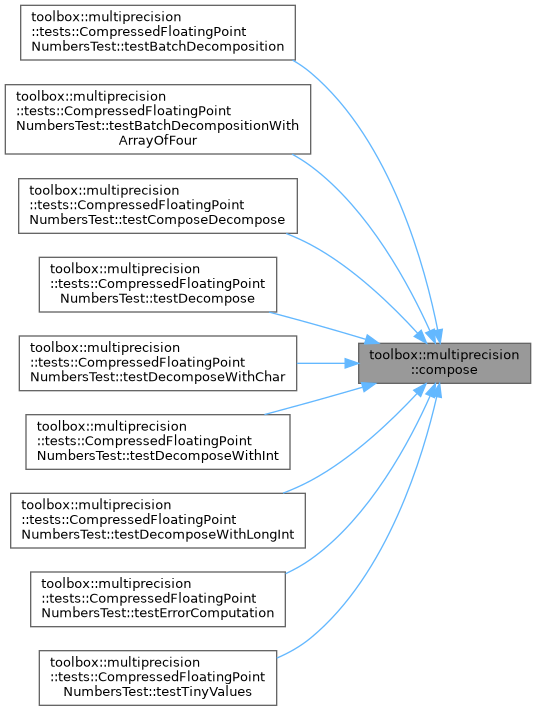 toolbox::multiprecision
::tests::CompressedFloatingPoint
NumbersTest::testBatchDecomposition
toolbox::multiprecision
::tests::CompressedFloatingPoint
NumbersTest::testBatchDecompositionWith
ArrayOfFour
toolbox::multiprecision
::tests::CompressedFloatingPoint
NumbersTest::testComposeDecompose
toolbox::multiprecision
::tests::CompressedFloatingPoint
NumbersTest::testDecompose
toolbox::multiprecision
::tests::CompressedFloatingPoint
NumbersTest::testDecomposeWithChar
toolbox::multiprecision
::compose
toolbox::multiprecision
::tests::CompressedFloatingPoint
NumbersTest::testDecomposeWithInt
toolbox::multiprecision
::tests::CompressedFloatingPoint
NumbersTest::testDecomposeWithLongInt
toolbox::multiprecision
::tests::CompressedFloatingPoint
NumbersTest::testErrorComputation
toolbox::multiprecision
::tests::CompressedFloatingPoint
NumbersTest::testTinyValues